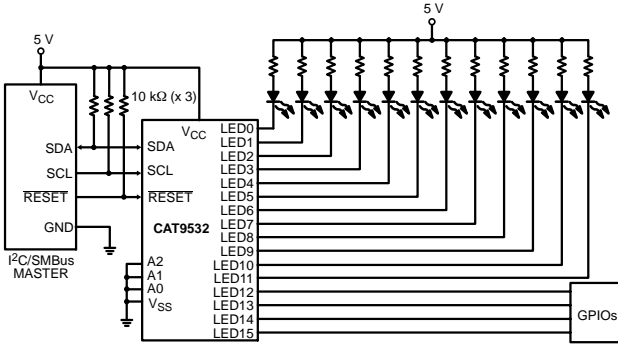 5 V
5 V
10 kΩ (x 3)
VCC
VCC
SDA
SDA
SCL
SCL
RESET
RESET
GND
I2C/SMBus
MASTER
CAT9532
A2
A1
A0
VSS
LED0
LED1
LED2
LED3
LED4
LED5
LED6
LED7
LED8
LED9
LED10
LED11
LED12
LED13
LED14
LED15
GPIOs